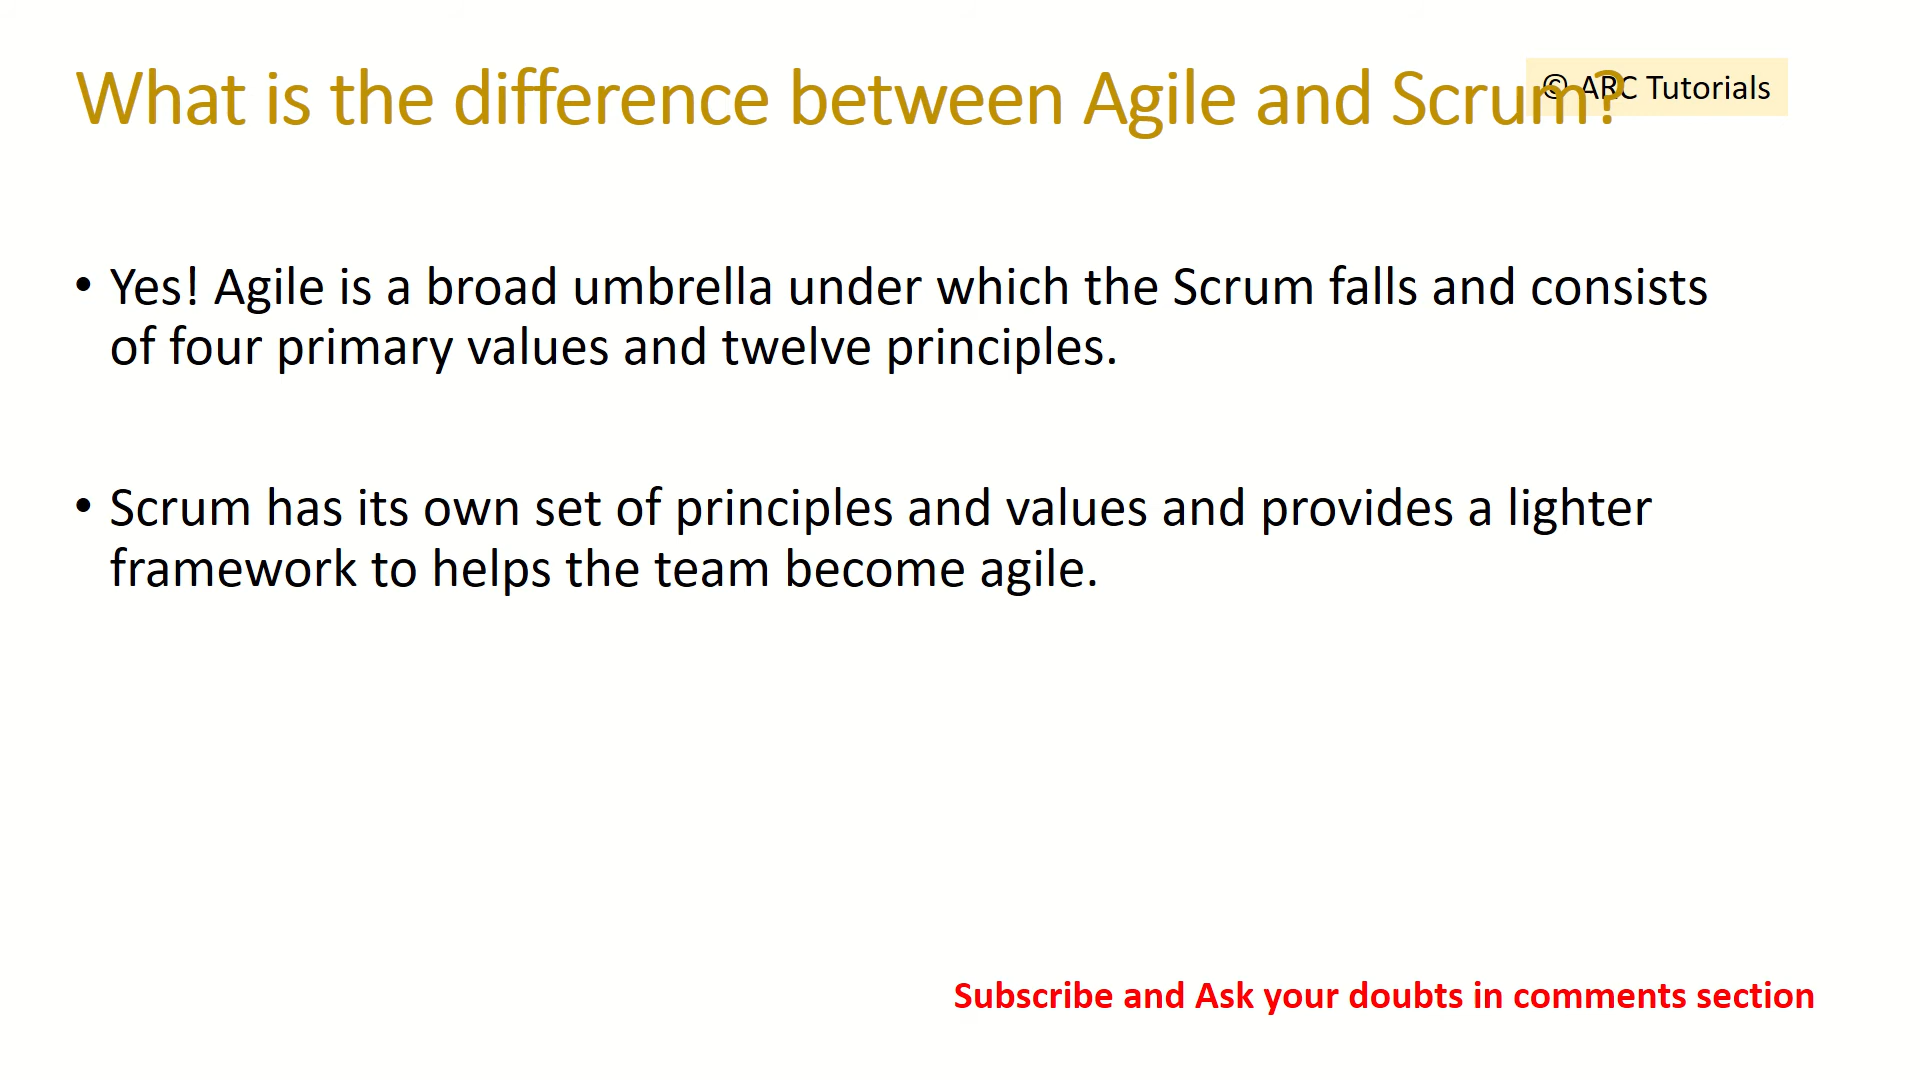 What is the difference between Agile and Scrum?
© ARC Tutorials
• Yes! Agile is a broad umbrella under which the Scrum falls and consists
of four primary values and twelve principles.
• Scrum has its own set of principles and values and provides a lighter
framework to helps the team become agile.
Subscribe and Ask your doubts in comments section